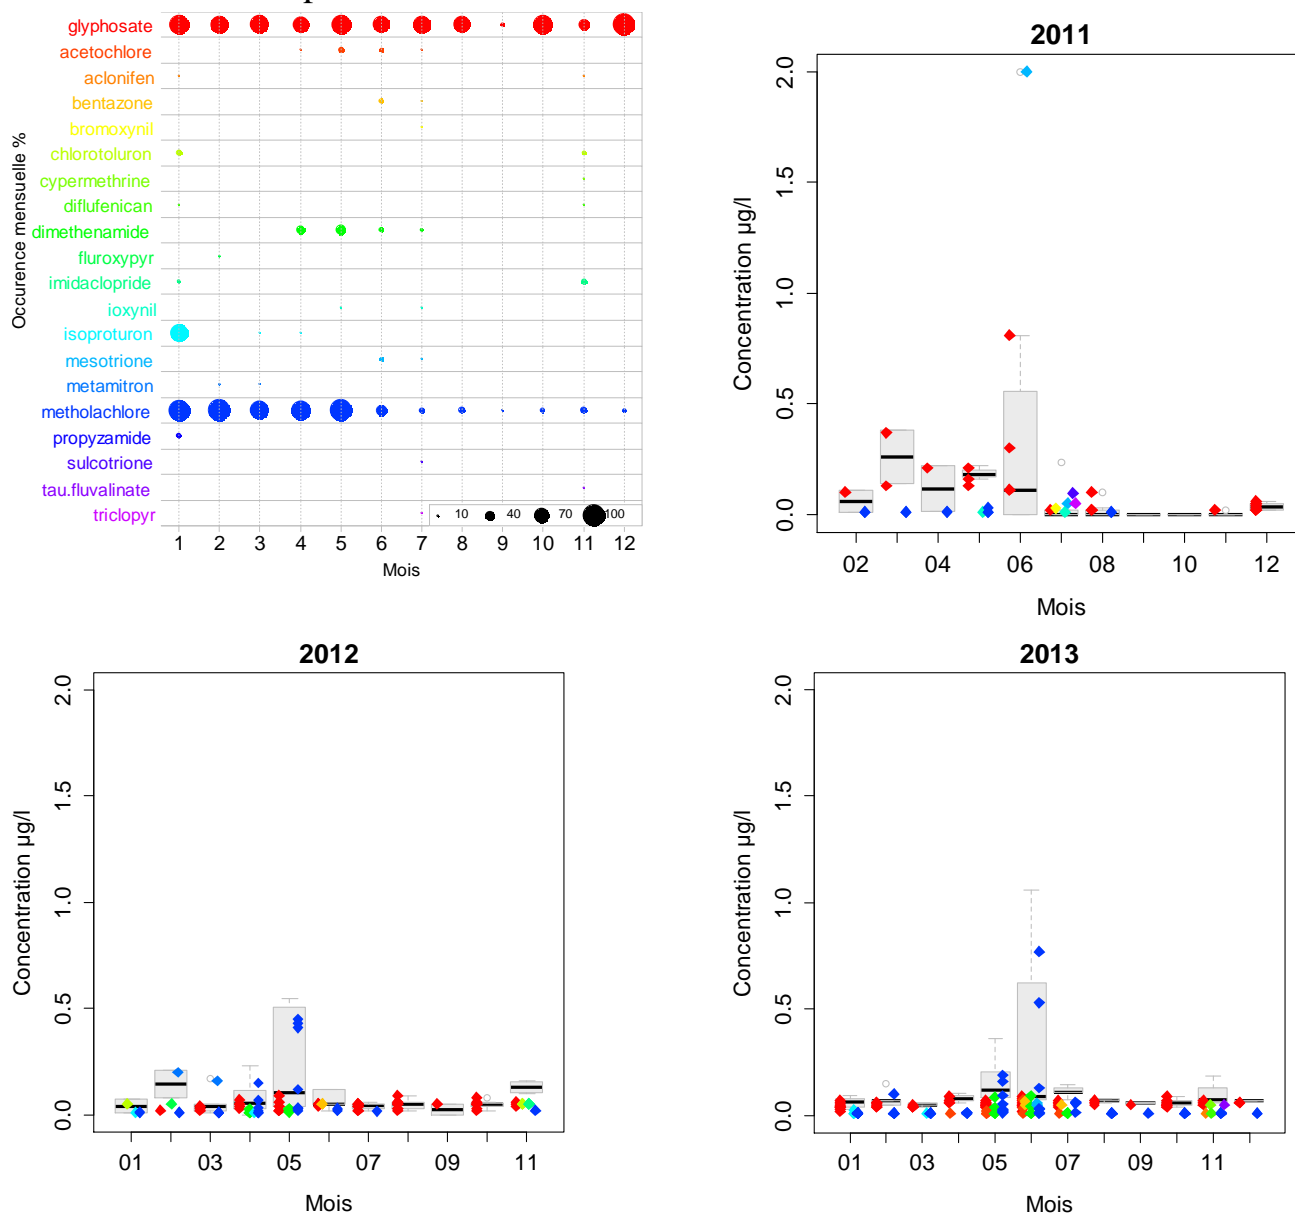 glyphosate
acetochlore
aclonifen
bentazone
bromoxynil
chlorotoluron
cypermethrine
diflufenican
dimethenamide
fluroxypyr
imidaclopride
ioxynil
isoproturon
mesotrione
metamitron
metholachlore
propyzamide
sulcotrione
tau.fluvalinate
triclopyr
Occurence mensuelle %
10 40 70 100
1 2 3 4 5 6 7 8 9 10 11 12
Mois
2011
Concentration µg/l
2.0
1.5
1.0
0.5
0.0
02 04 06 08 10 12
Mois
2012
Concentration µg/l
2.0
1.5
1.0
0.5
0.0
01 03 05 07 09 11
Mois
2013
Concentration µg/l
2.0
1.5
1.0
0.5
0.0
01 03 05 07 09 11
Mois